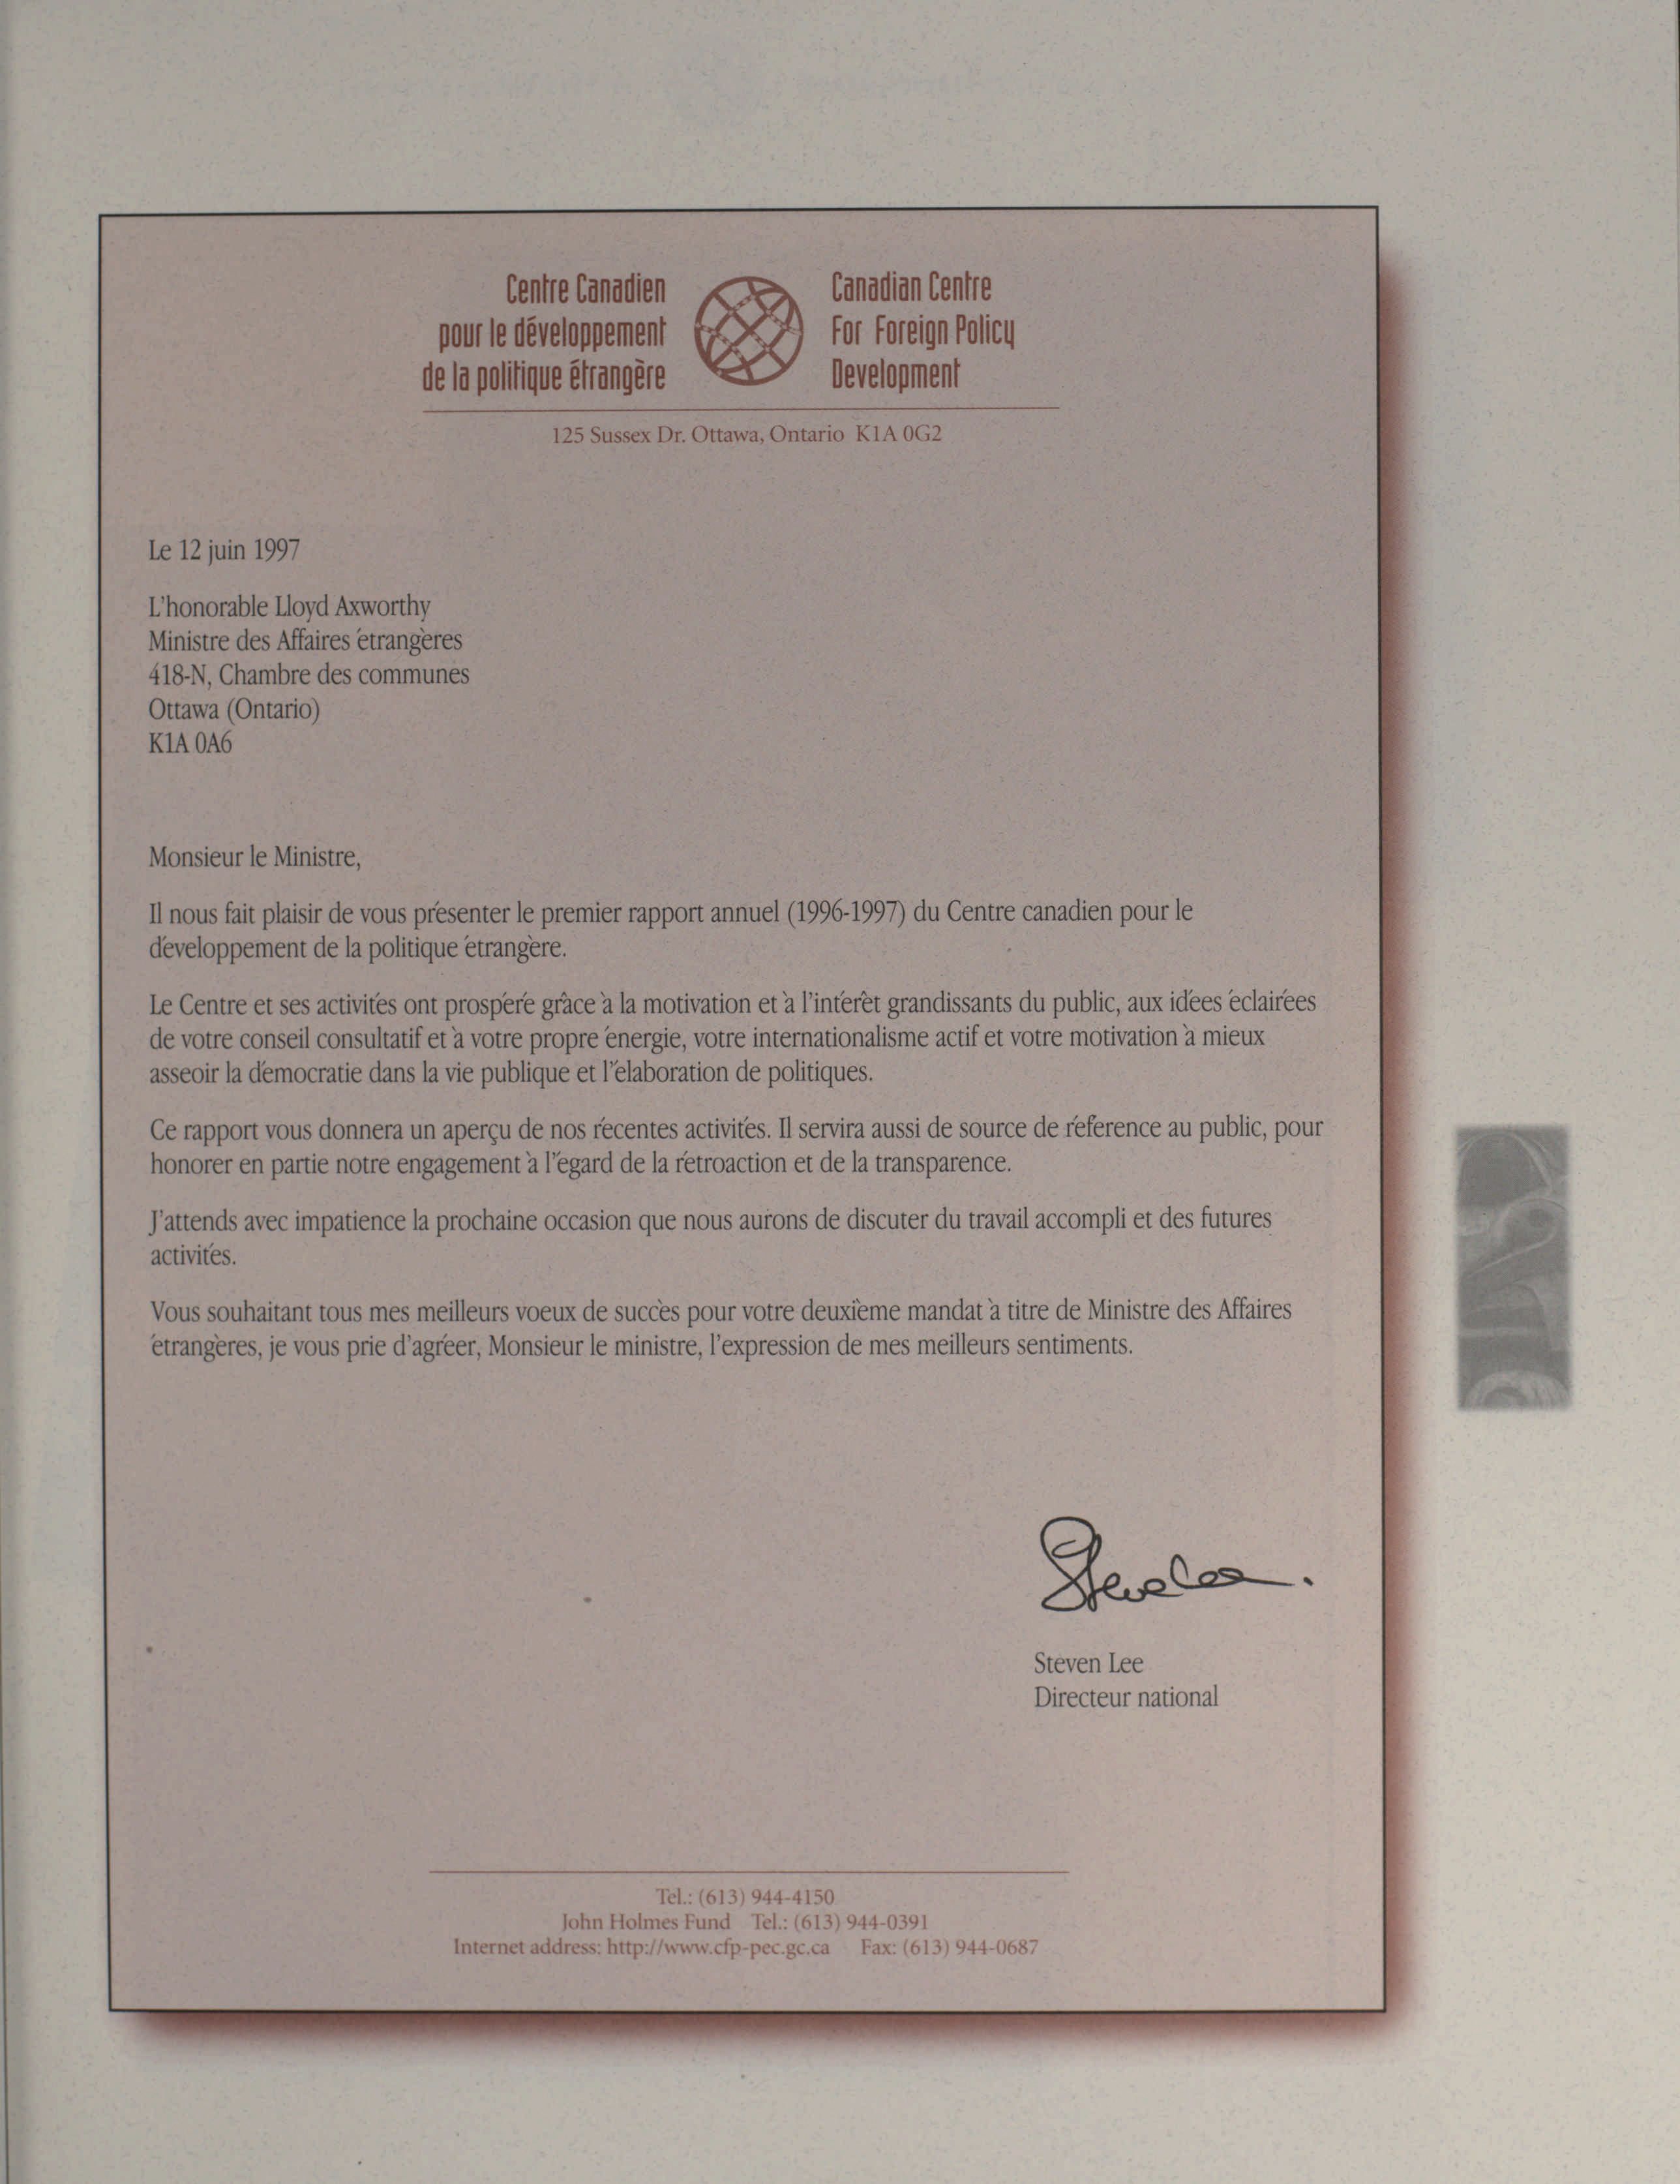 Centre Canadien
pour le développement
de la politique étrangère
Canadian Centre
For Foreign Policy
Development
125 Sussex Dr. Ottawa, Ontario K1A 0G2
Le 12 juin 1997
L'honorable Lloyd Axworthy
Ministre des Affaires étrangères
418-N, Chambre des communes
Ottawa (Ontario)
K1A 0A6
Monsieur le Ministre,
Il nous fait plaisir de vous présenter le premier rapport annuel (1996-1997) du Centre canadien pour le
développement de la politique étrangère.
Le Centre et ses activités ont prospéré grâce à la motivation et à l'intérêt grandissants du public, aux idées éclairées
de votre conseil consultatif et à votre propre énergie, votre internationalisme actif et votre motivation à mieux
asseoir la démocratie dans la vie publique et l'élaboration de politiques.
Ce rapport vous donnera un aperçu de nos récentes activités. Il servira aussi de source de référence au public, pour
honorer en partie notre engagement à l'égard de la rétroaction et de la transparence.
J'attends avec impatience la prochaine occasion que nous aurons de discuter du travail accompli et des futures
activités.
Vous souhaitant tous mes meilleurs voeux de succès pour votre deuxième mandat à titre de Ministre des Affaires
étrangères, je vous prie d'agréer, Monsieur le ministre, l'expression de mes meilleurs sentiments.
Steve Lee.
Steven Lee
Directeur national
Tel.: (613) 944-4150
John Holmes Fund Tel.: (613) 944-0391
Internet address: http://www.cfp-pec.gc.ca Fax: (613) 944-0687